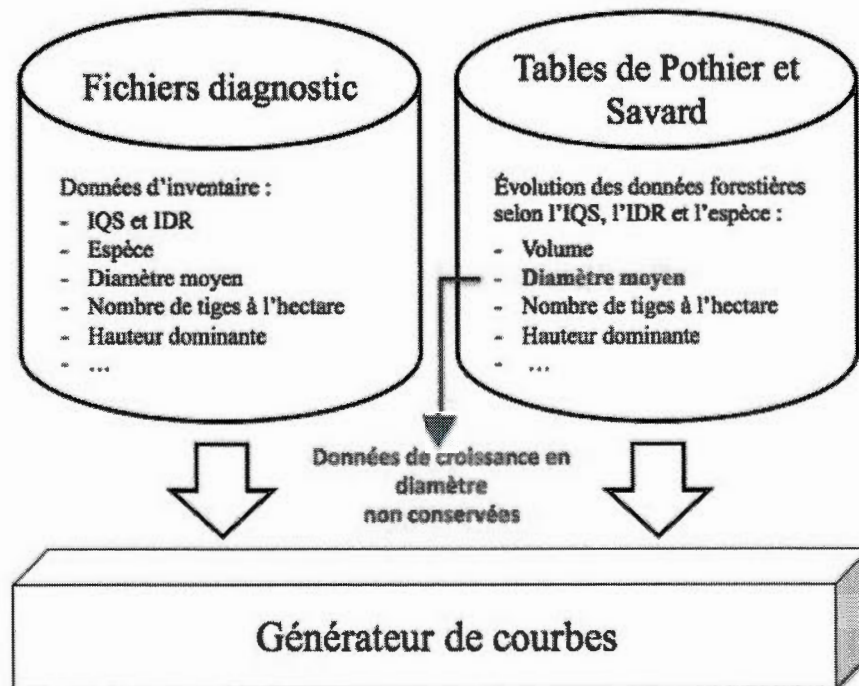 Fichiers diagnostic
Données d'inventaire :
- IQS et IDR
- Espèce
- Diamètre moyen
- Nombre de tiges à l'hectare
- Hauteur dominante
- ...
Tables de Pothier et
Savard
Évolution des données forestières
selon l'IQS, l'IDR et l'espèce :
- Volume
- Diamètre moyen
- Nombre de tiges à l'hectare
- Hauteur dominante
- ...
Données de croissance en
diamètre
non conservées
Générateur de courbes